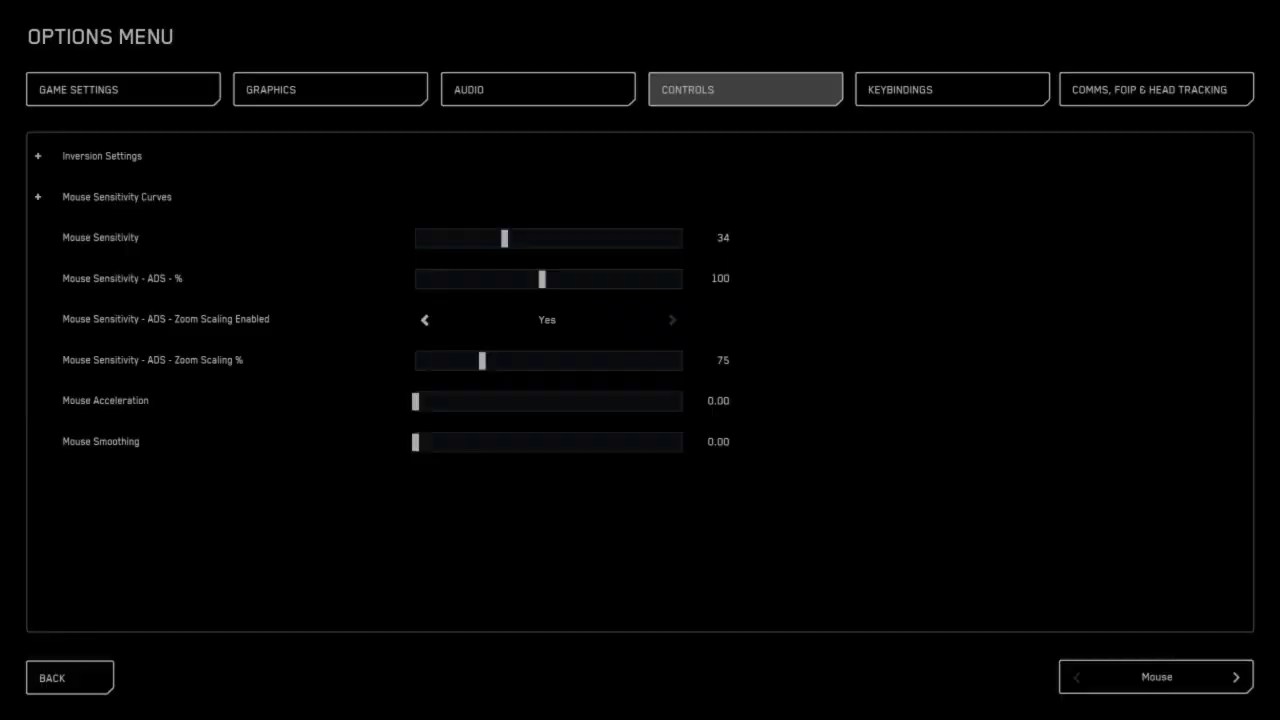 OPTIONS MENU
GAME SETTINGS
GRAPHICS
AUDIO
CONTROLS
KEYBINDINGS
COMMS, FOIP & HEAD TRACKING
+ Inversion Settings
+ Mouse Sensitivity Curves
Mouse Sensitivity 34
Mouse Sensitivity - ADS - % 100
Mouse Sensitivity - ADS - Zoom Scaling Enabled Yes
Mouse Sensitivity - ADS - Zoom Scaling % 75
Mouse Acceleration 0.00
Mouse Smoothing 0.00
BACK
Mouse